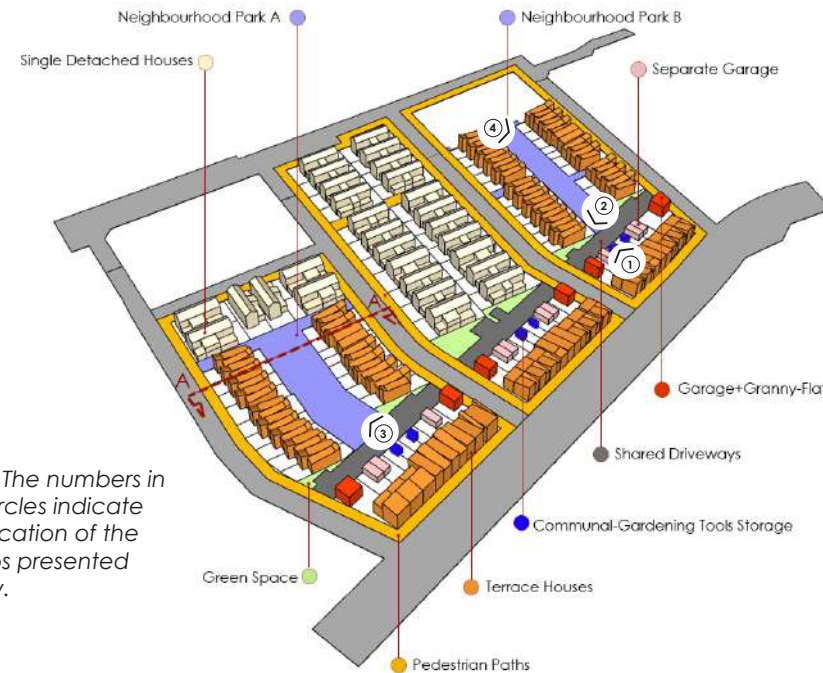 Neighbourhood Park A
Neighbourhood Park B
Single Detached Houses
Separate Garage
4
2
1
A'
A
3
Garage+Granny-Fla
Shared Driveways
The numbers in
rcles indicate
cation of the
os presented
Communal-Gardening Tools Storage
Green Space
Terrace Houses
Pedestrian Paths